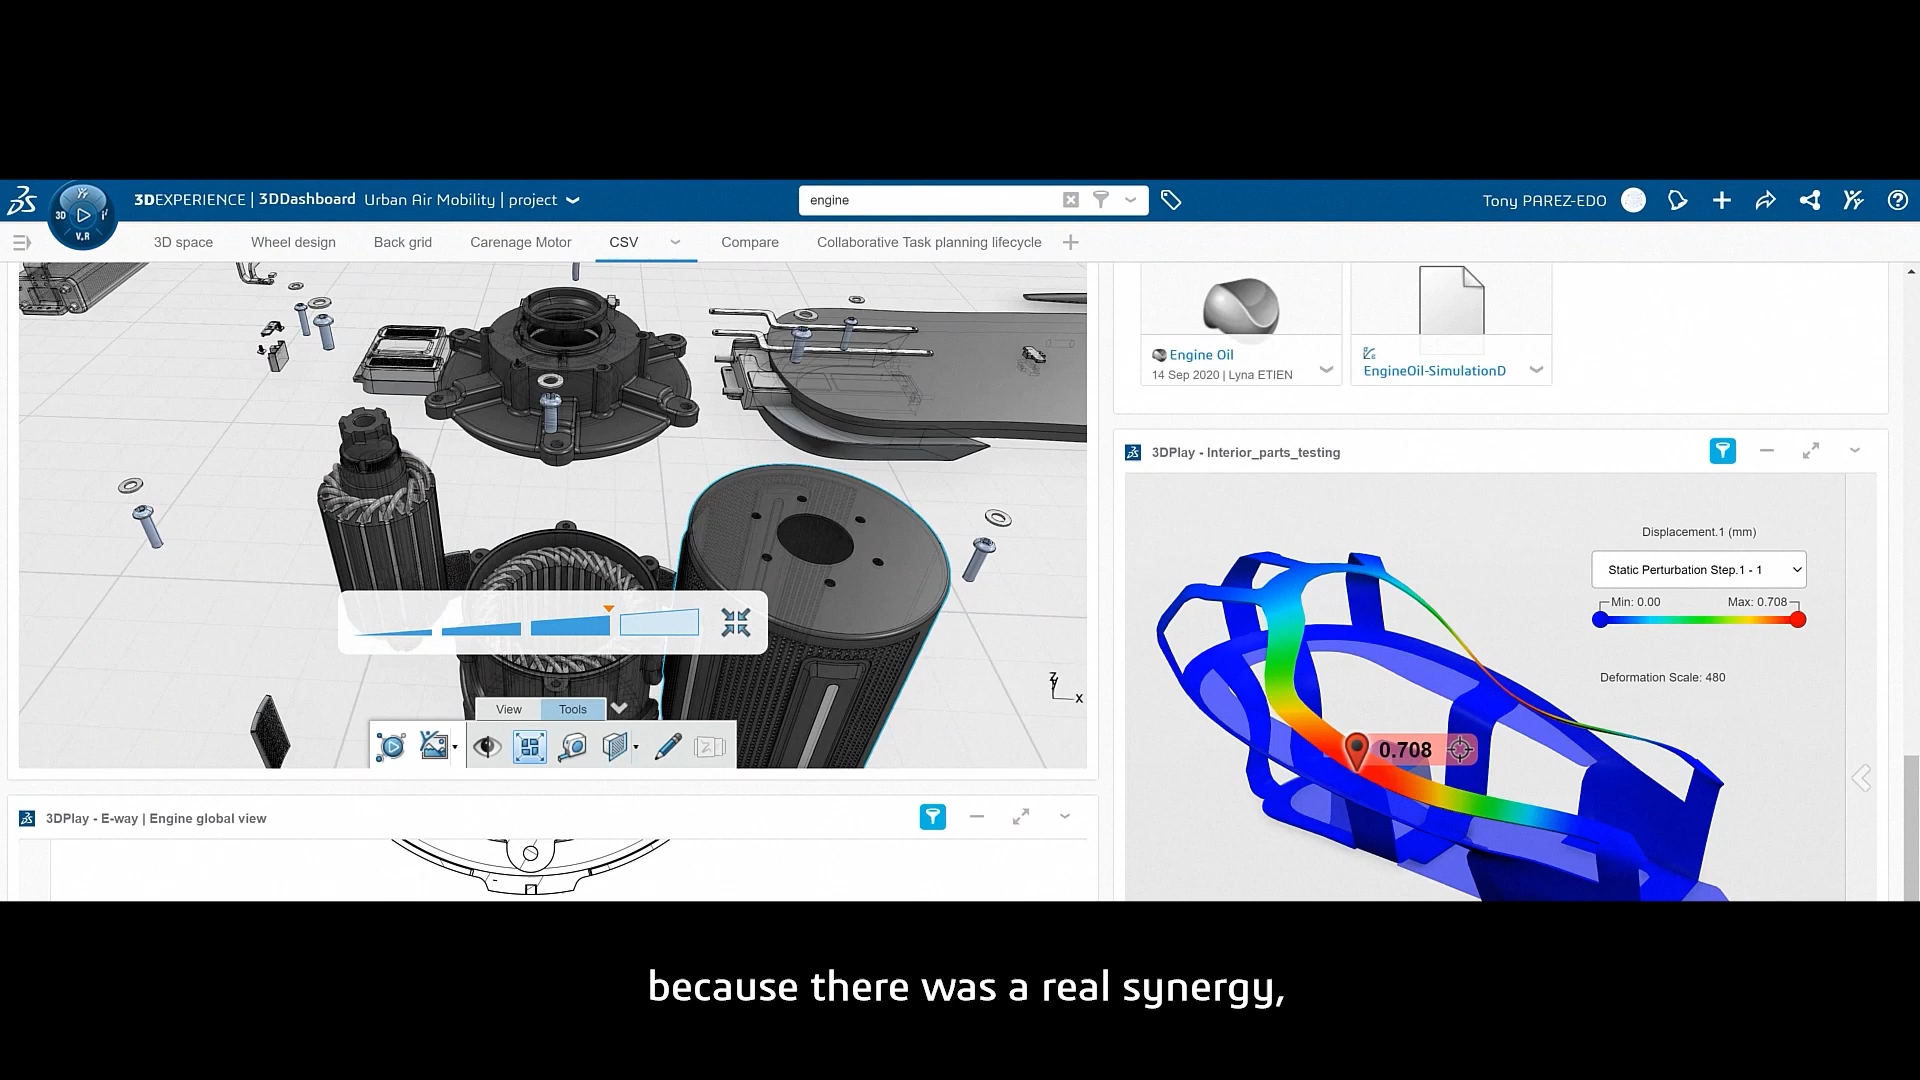 3DEXPERIENCE | 3DDashboard Urban Air Mobility | project
engine
Tony PAREZ-EDO
3D
V.R
3D space
Wheel design
Back grid
Carenage Motor
CSV
Compare
Collaborative Task planning lifecycle
Engine Oil
14 Sep 2020 | Lyna ETIEN
EngineOil-SimulationD
3DPlay - Interior_parts_testing
Displacement.1 (mm)
Static Perturbation Step.1 - 1
Min: 0.00
Max: 0.708
Deformation Scale: 480
0.708
X
View
Tools
3DPlay - E-way | Engine global view
because there was a real synergy,